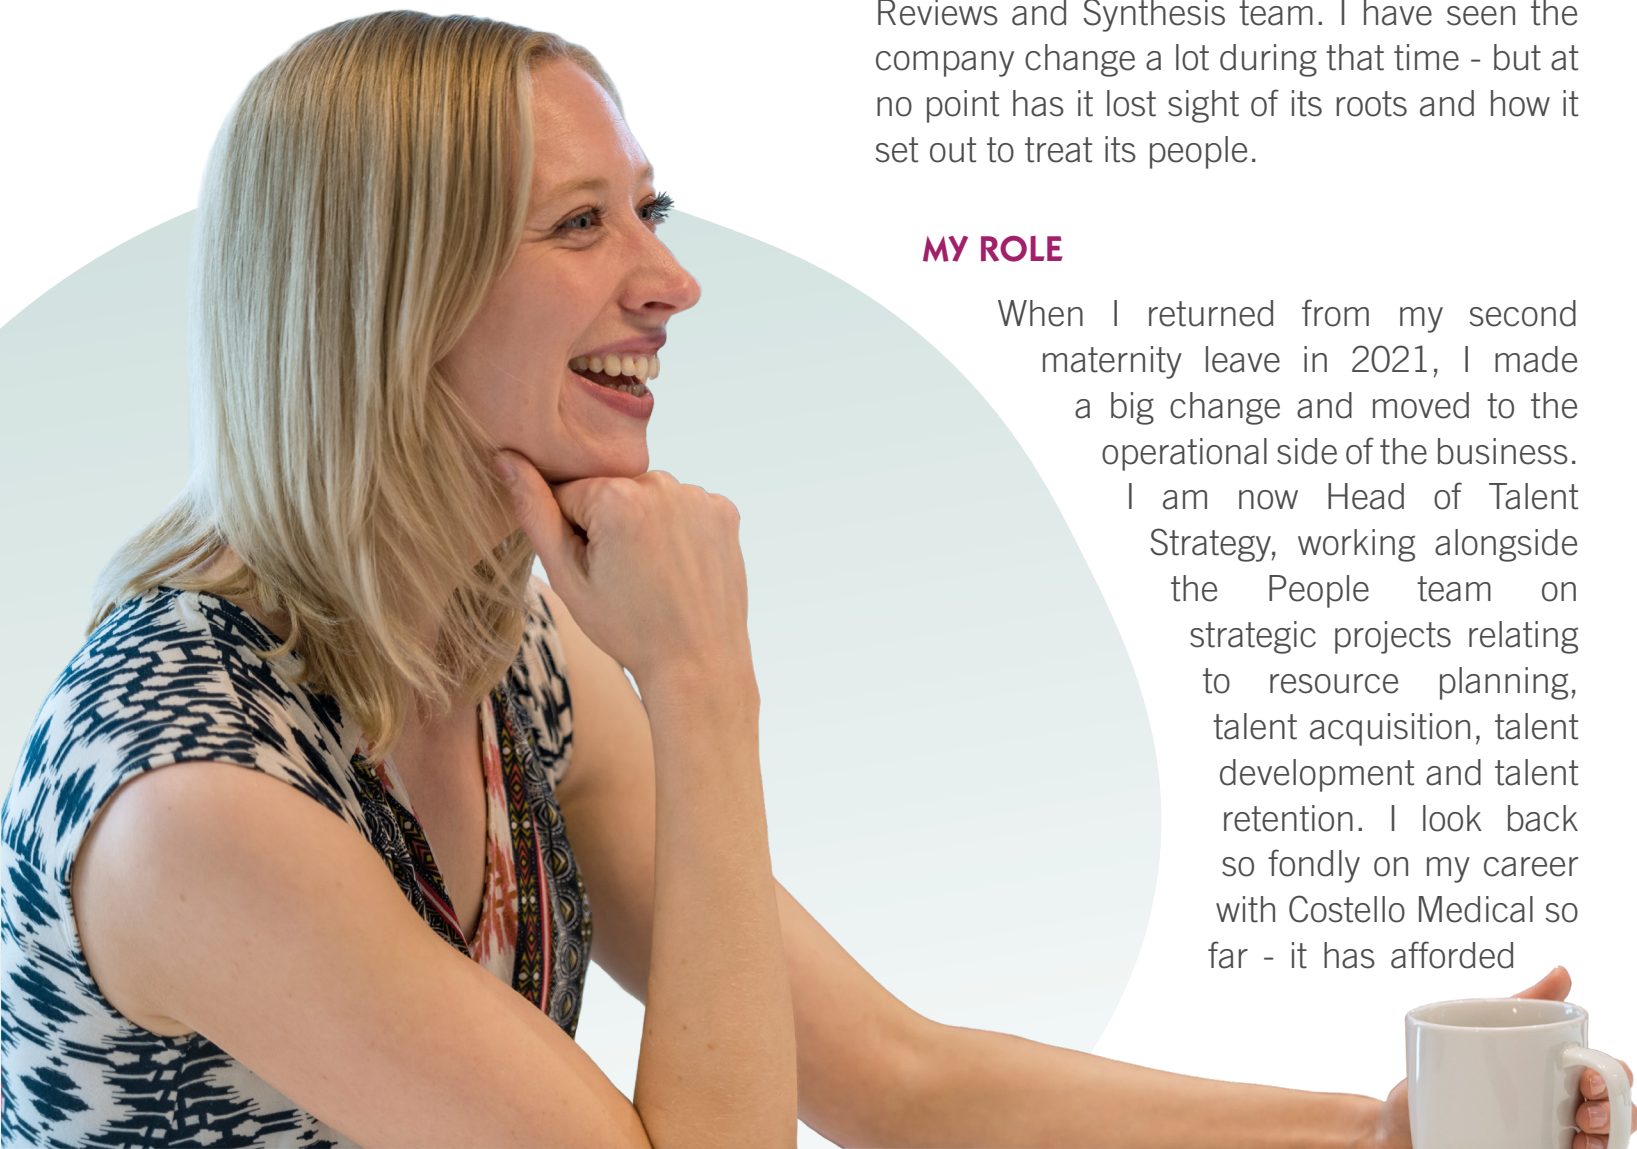 Reviews and Synthesis team. I have seen the
company change a lot during that time - but at
no point has it lost sight of its roots and how it
set out to treat its people.
MY ROLE
When I returned from my second
maternity leave in 2021, I made
a big change and moved to the
operational side of the business.
I am now Head of Talent
Strategy, working alongside
the People team on
strategic projects relating
to resource planning,
talent acquisition, talent
development and talent
retention. I look back
so fondly on my career
with Costello Medical so
far - it has afforded